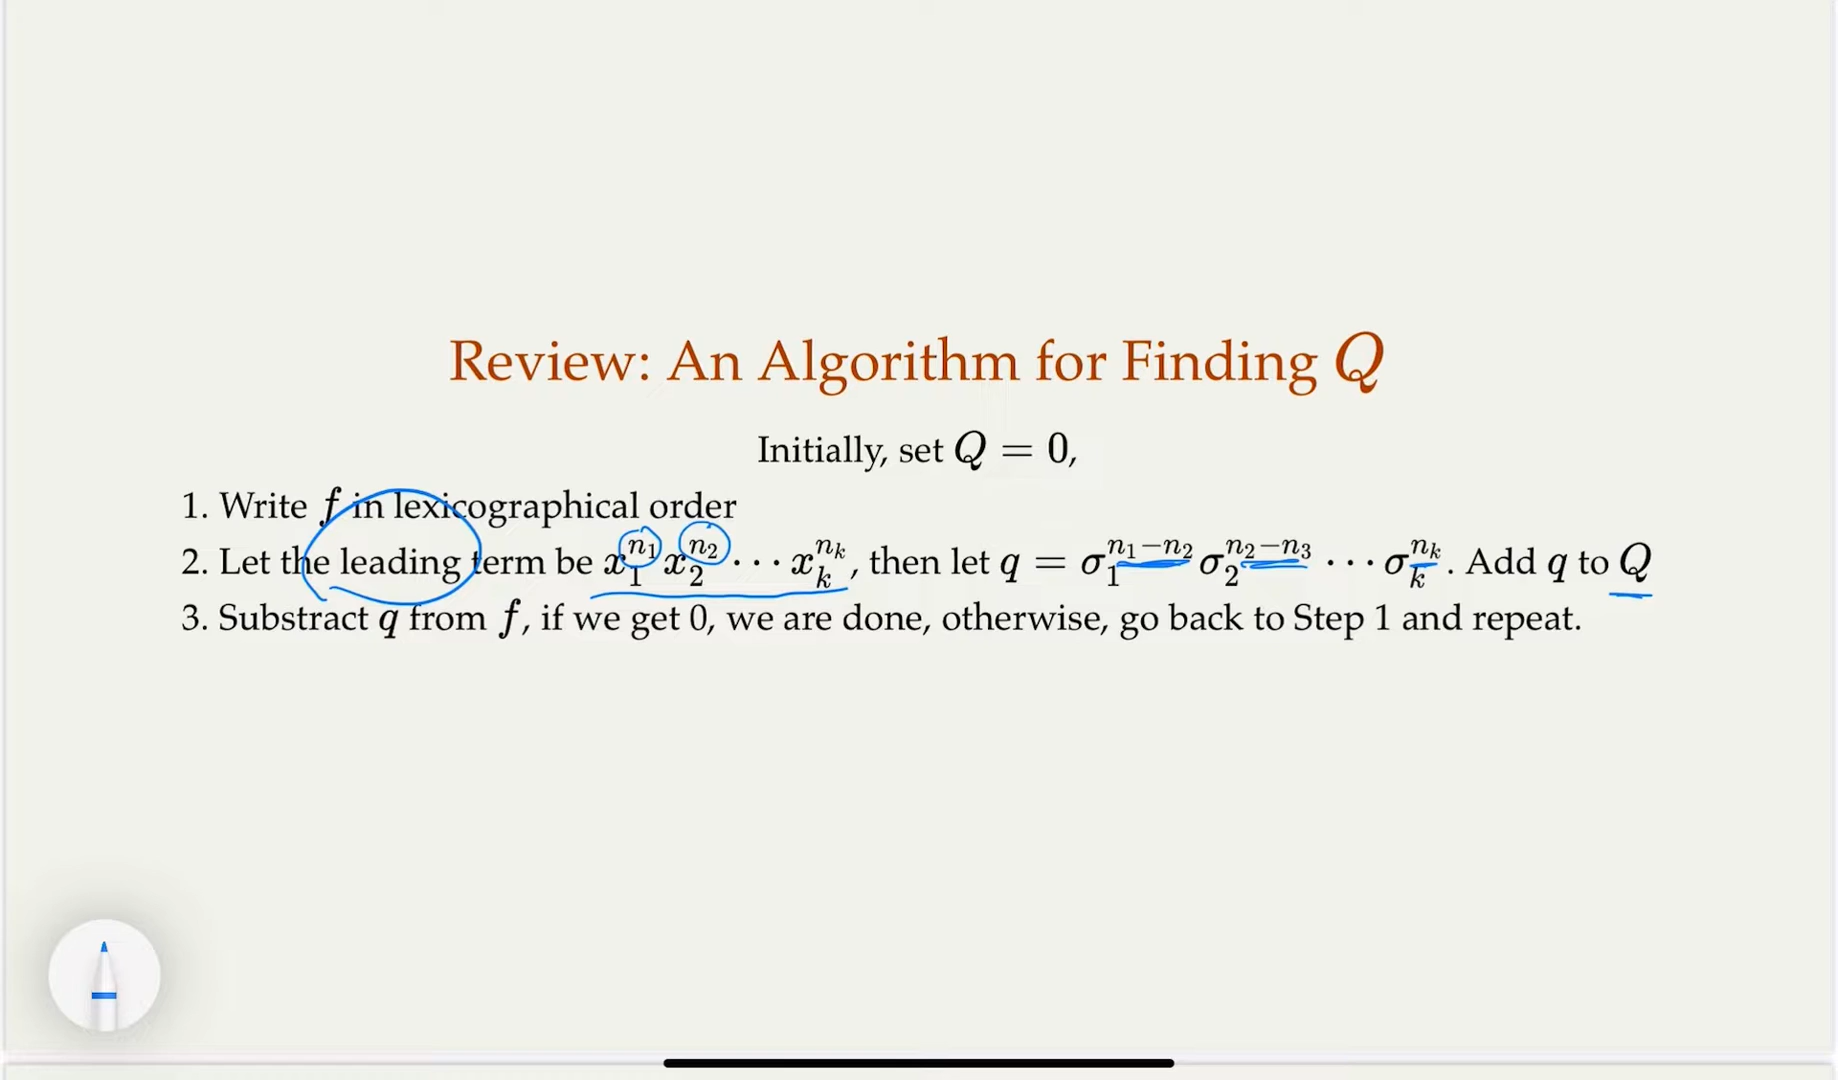 Review: An Algorithm for Finding Q
Initially, set Q = 0,
1. Write f in lexicographical order
2. Let the leading term be x_1^{n_1} x_2^{n_2} ⋯ x_k^{n_k}, then let q = σ_1^{n_1−n_2} σ_2^{n_2−n_3} ⋯ σ_k^{n_k}. Add q to Q
3. Substract q from f, if we get 0, we are done, otherwise, go back to Step 1 and repeat.